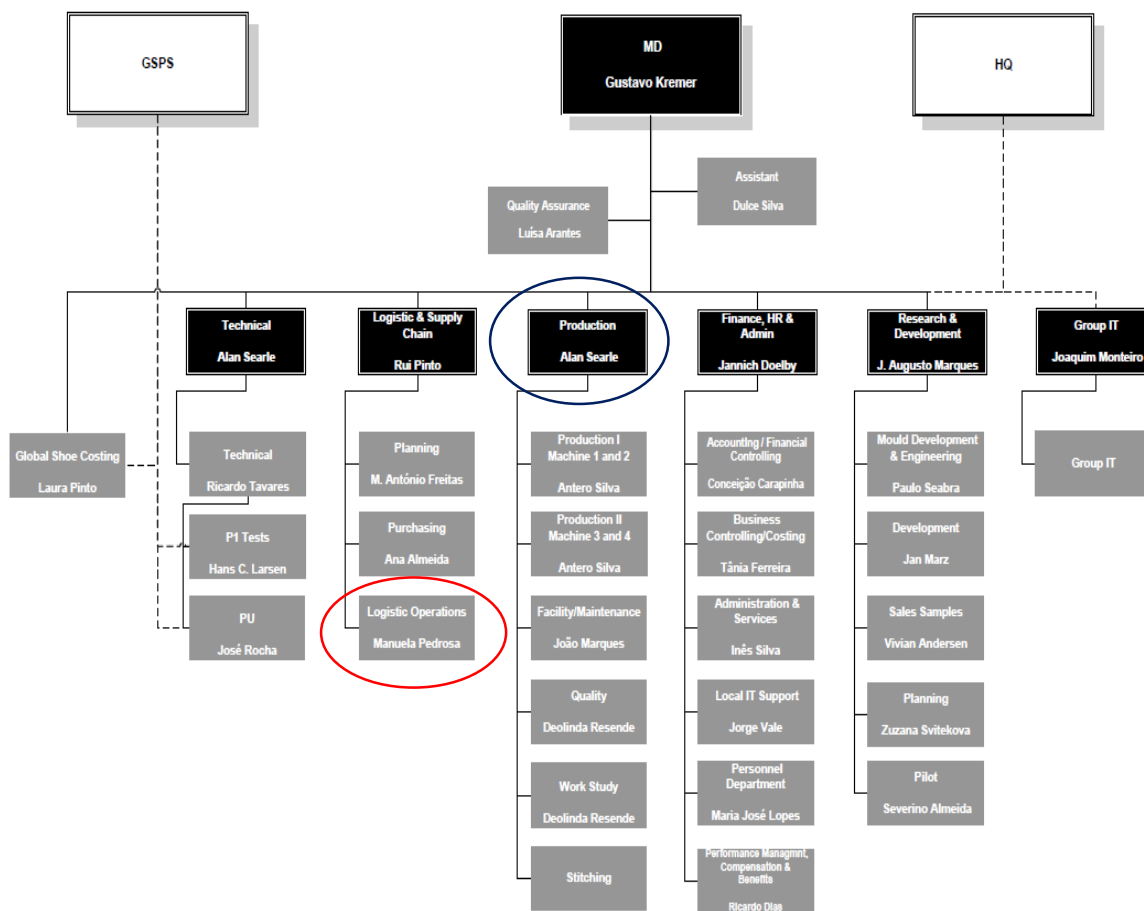 GSPS
MD
Gustavo Kremer
HQ
Assistant
Dulce Silva
Quality Assurance
Luísa Arantes
Technical
Alan Searle
Logistic & Supply
Chain
Rui Pinto
Production
Alan Searle
Finance, HR &
Admin
Jannich Doelby
Research &
Development
J. Augusto Marques
Group IT
Joaquim Monteiro
Global Shoe Costing
Laura Pinto
Technical
Ricardo Tavares
P1 Tests
Hans C. Larsen
PU
José Rocha
Planning
M. António Freitas
Purchasing
Ana Almeida
Logistic Operations
Manuela Pedrosa
Production I
Machine 1 and 2
Antero Silva
Production II
Machine 3 and 4
Antero Silva
Facility/Maintenance
João Marques
Quality
Deolinda Resende
Work Study
Deolinda Resende
Stitching
Accounting / Financial
Controlling
Conceição Carapinha
Business
Controlling/Costing
Tânia Ferreira
Administration &
Services
Inês Silva
Local IT Support
Jorge Vale
Personnel
Department
Maria José Lopes
Performance Managmnt,
Compensation &
Benefits
Ricardo Dias
Mould Development
& Engineering
Paulo Seabra
Development
Jan Marz
Sales Samples
Vivian Andersen
Planning
Zuzana Svitekova
Pilot
Severino Almeida
Group IT